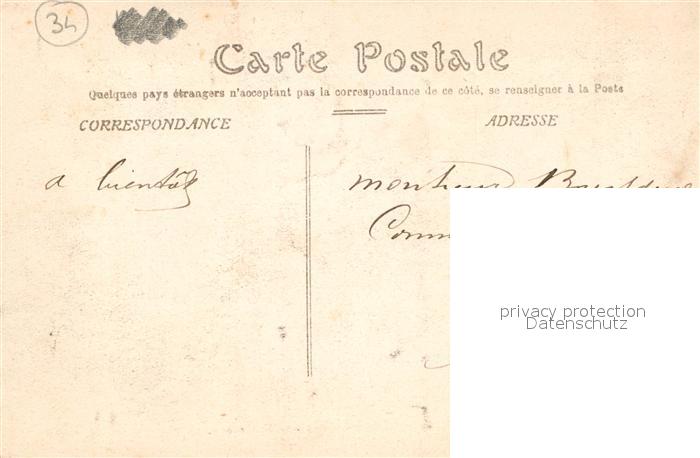 34
Carte Postale
Quelques pays étrangers n'acceptant pas la correspondance de ce côté, se renseigner à la Poste
CORRESPONDANCE
ADRESSE
a bientôt
Monsieur
privacy protection
Datenschutz